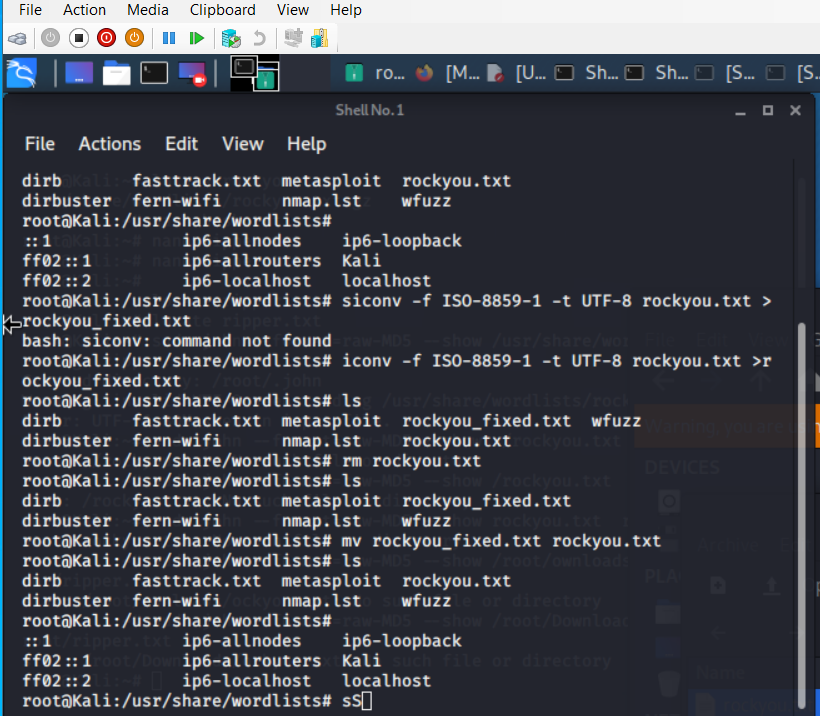 File Action Media Clipboard View Help
ro... [M... [U... Sh... Sh... [S... [S
Shell No. 1
File Actions Edit View Help
dirb fasttrack.txt metasploit rockyou.txt
dirbuster fern-wifi nmap.lst wfuzz
root@Kali:/usr/share/wordlists#
::1 ip6-allnodes ip6-loopback
ff02::1 ip6-allrouters Kali
ff02::2 ip6-localhost localhost
root@Kali:/usr/share/wordlists# siconv -f ISO-8859-1 -t UTF-8 rockyou.txt >
rockyou_fixed.txt
bash: siconv: command not found
root@Kali:/usr/share/wordlists# iconv -f ISO-8859-1 -t UTF-8 rockyou.txt >r
ockyou_fixed.txt
root@Kali:/usr/share/wordlists# ls
dirb fasttrack.txt metasploit rockyou_fixed.txt wfuzz
dirbuster fern-wifi nmap.lst rockyou.txt
root@Kali:/usr/share/wordlists# rm rockyou.txt
root@Kali:/usr/share/wordlists# ls
dirb fasttrack.txt metasploit rockyou_fixed.txt
dirbuster fern-wifi nmap.lst wfuzz
root@Kali:/usr/share/wordlists# mv rockyou_fixed.txt rockyou.txt
root@Kali:/usr/share/wordlists# ls
dirb fasttrack.txt metasploit rockyou.txt
dirbuster fern-wifi nmap.lst wfuzz
root@Kali:/usr/share/wordlists#
::1 ip6-allnodes ip6-loopback
ff02::1 ip6-allrouters Kali
ff02::2 ip6-localhost localhost
root@Kali:/usr/share/wordlists# sS